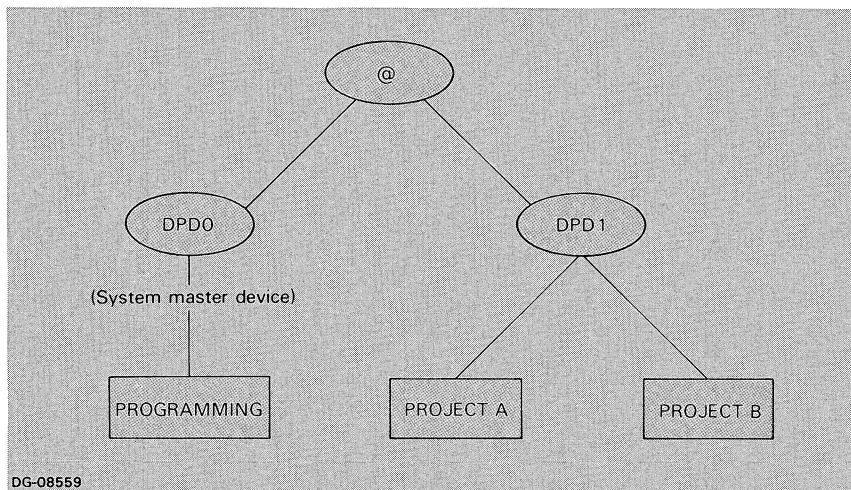 @
DPD0
DPD1
(System master device)
PROGRAMMING
PROJECT A
PROJECT B
DG-08559